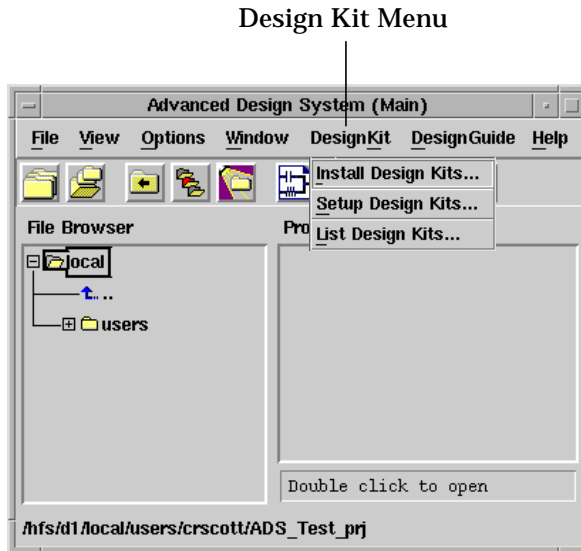 Design Kit Menu
Advanced Design System (Main)
File View Options Window DesignKit DesignGuide Help
Install Design Kits...
Setup Design Kits...
List Design Kits...
File Browser
Pro
local
..
users
Double click to open
/hfs/d1/local/users/crscott/ADS_Test_prj